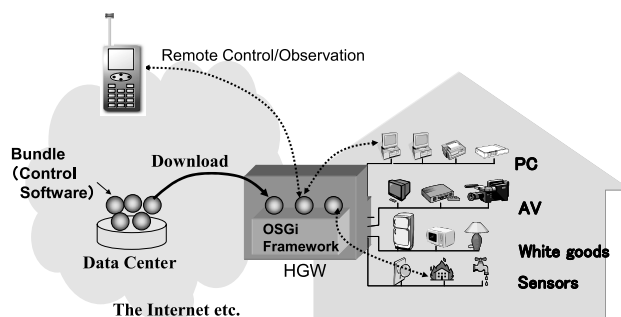 Remote Control/Observation
Bundle
(Control
Software)
Download
OSGi
Framework
HGW
Data Center
The Internet etc.
PC
AV
White goods
Sensors